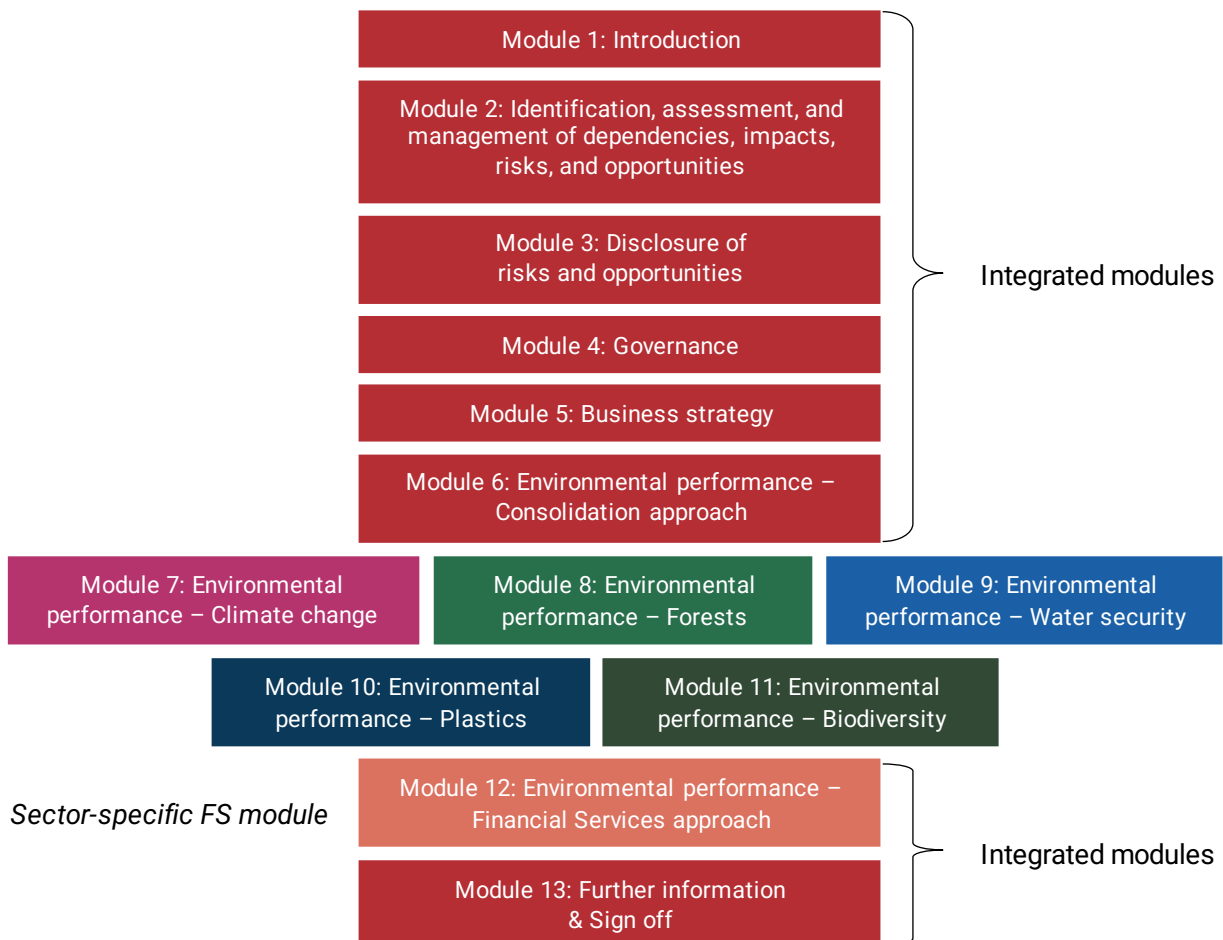 Module 1: Introduction
Module 2: Identification, assessment, and
management of dependencies, impacts,
risks, and opportunities
Module 3: Disclosure of
risks and opportunities
Integrated modules
Module 4: Governance
Module 5: Business strategy
Module 6: Environmental performance –
Consolidation approach
Module 7: Environmental
performance – Climate change
Module 8: Environmental
performance – Forests
Module 9: Environmental
performance – Water security
Module 10: Environmental
performance – Plastics
Module 11: Environmental
performance – Biodiversity
Sector-specific FS module
Module 12: Environmental performance –
Financial Services approach
Integrated modules
Module 13: Further information
& Sign off